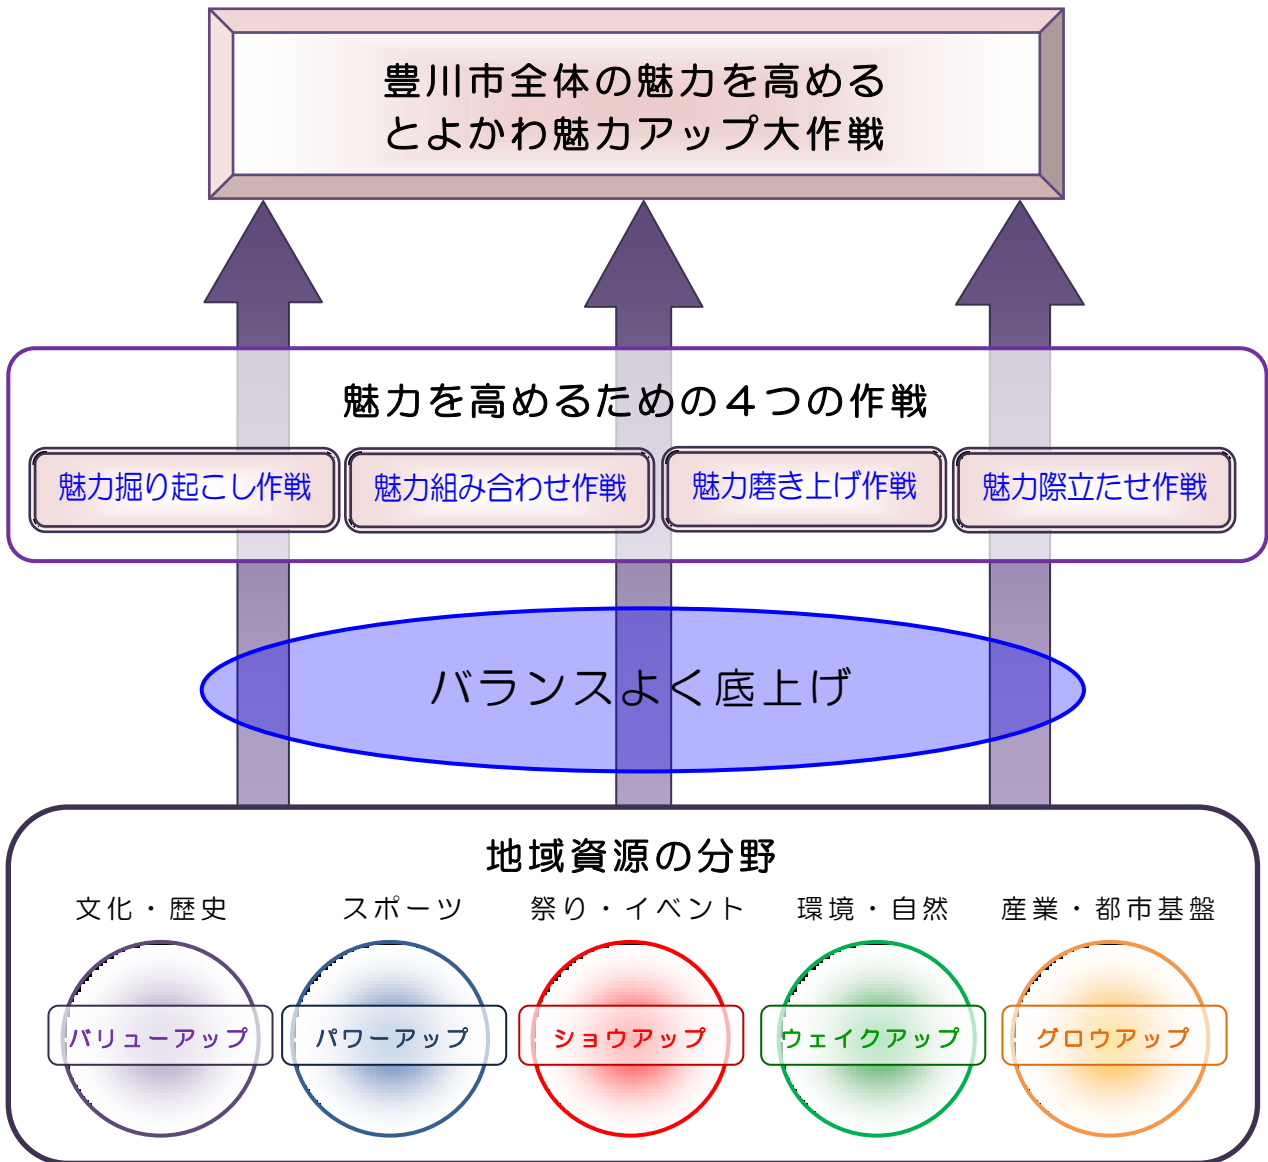 豊川市全体の魅力を高める
とよかわ魅力アップ大作戦
魅力を高めるための４つの作戦
魅力掘り起こし作戦
魅力組み合わせ作戦
魅力磨き上げ作戦
魅力際立たせ作戦
バランスよく底上げ
地域資源の分野
文化・歴史
スポーツ
祭り・イベント
環境・自然
産業・都市基盤
バリューアップ
パワーアップ
ショウアップ
ウェイクアップ
グロウアップ